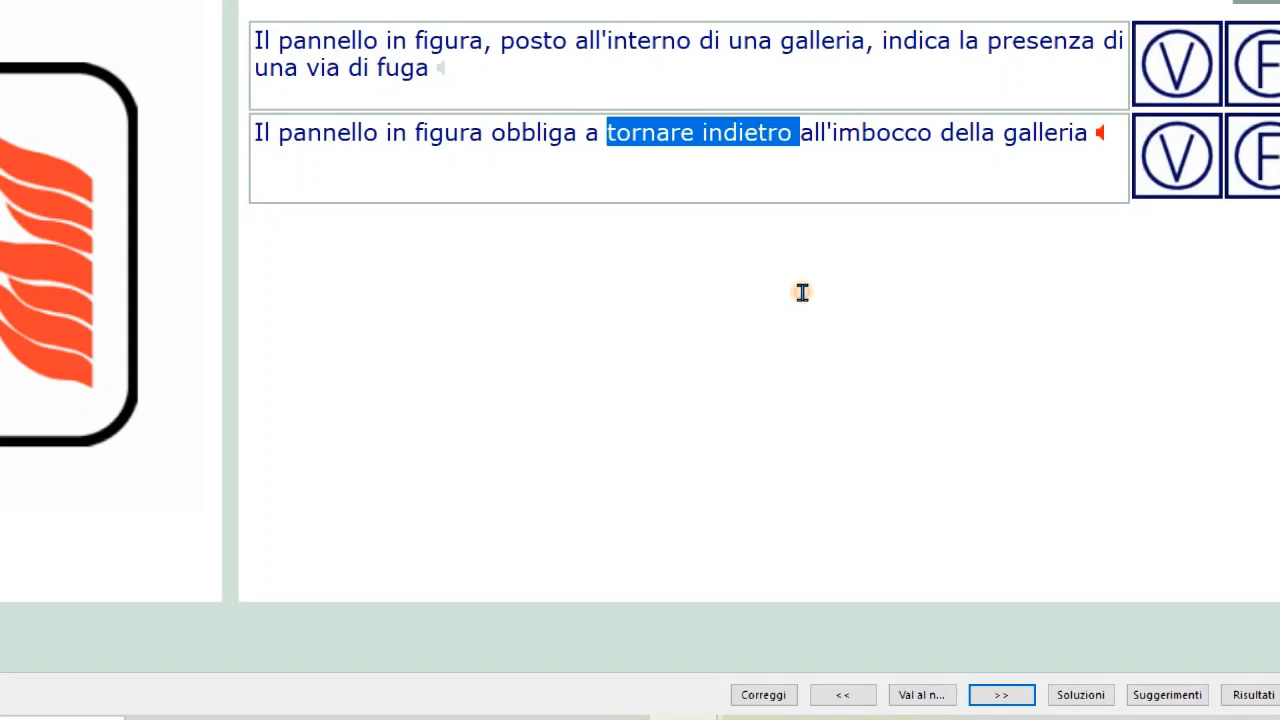 Il pannello in figura, posto all'interno di una galleria, indica la presenza di
una via di fuga
V
F
Il pannello in figura obbliga a tornare indietro all'imbocco della galleria
V
F
Correggi
<<
Val al n...
>>
Soluzioni
Suggerimenti
Risultati